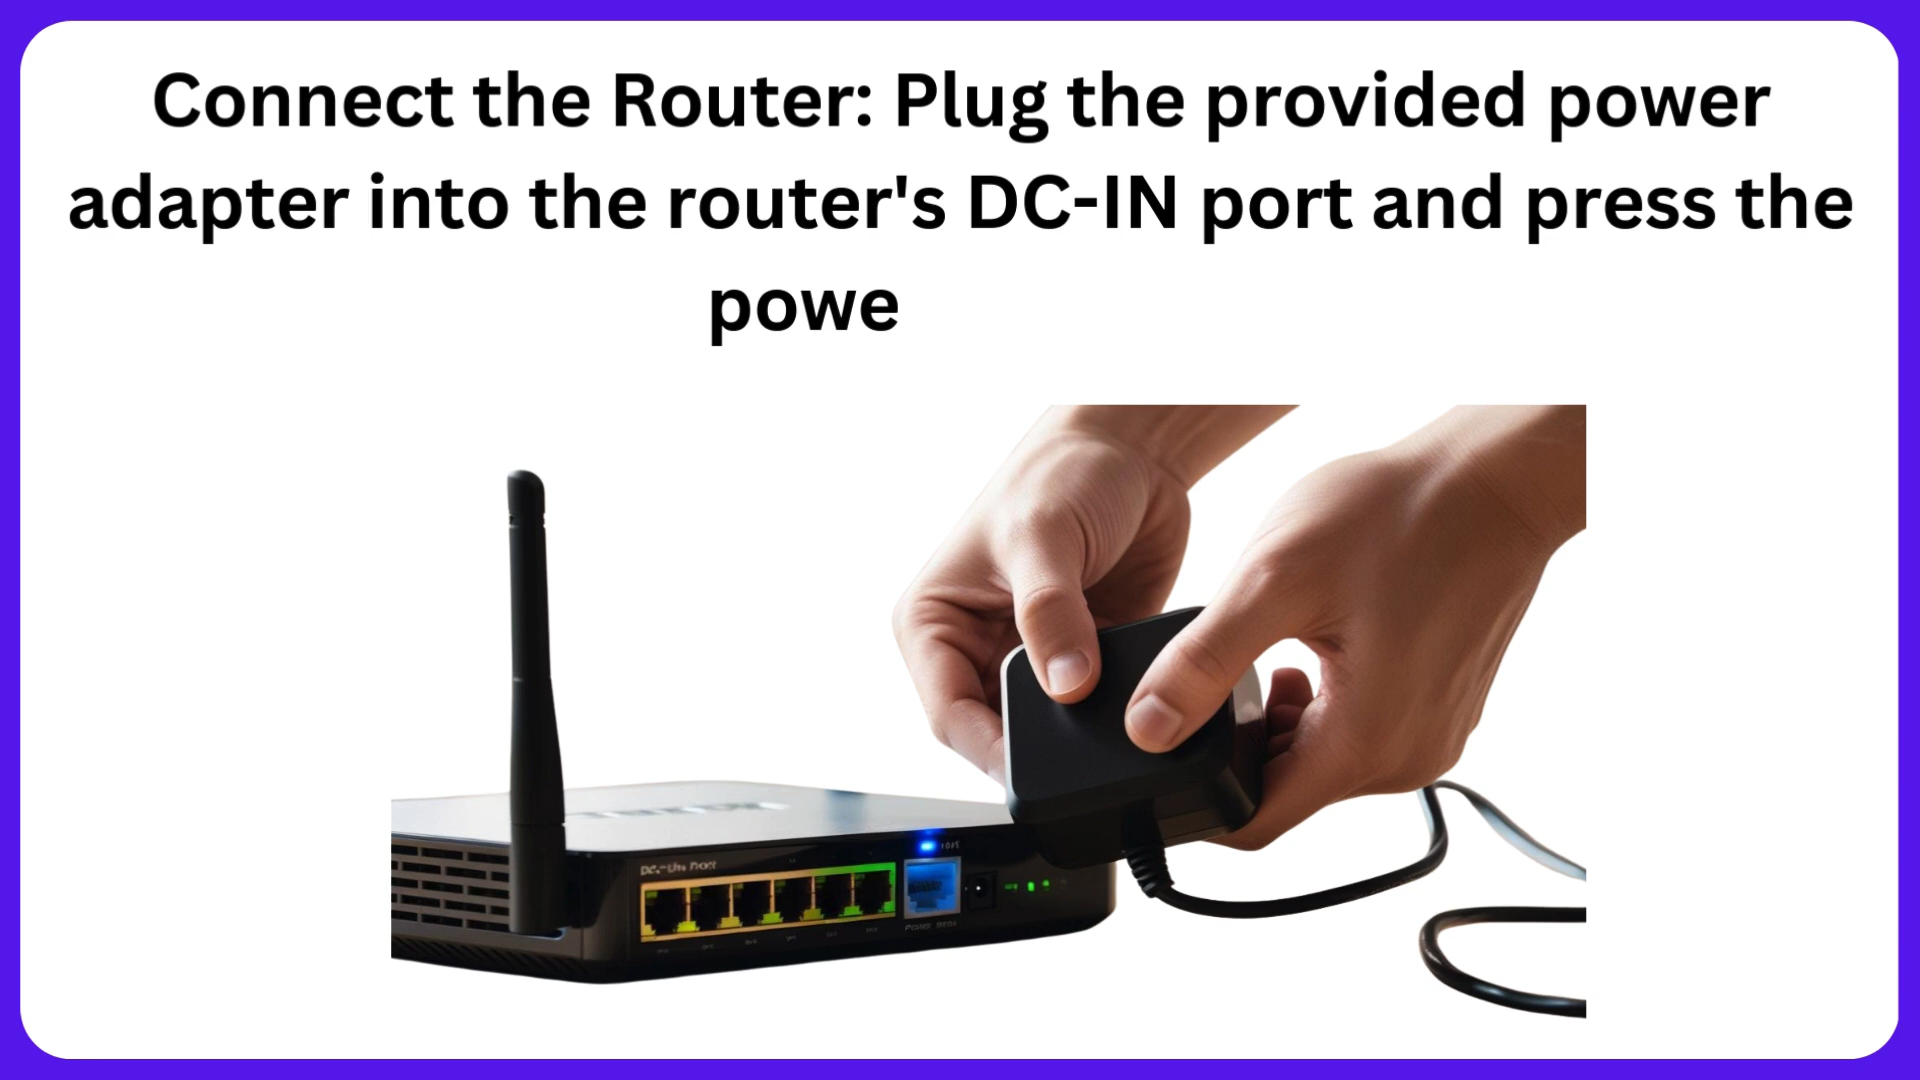 Connect the Router: Plug the provided power
adapter into the router's DC-IN port and press the
powe